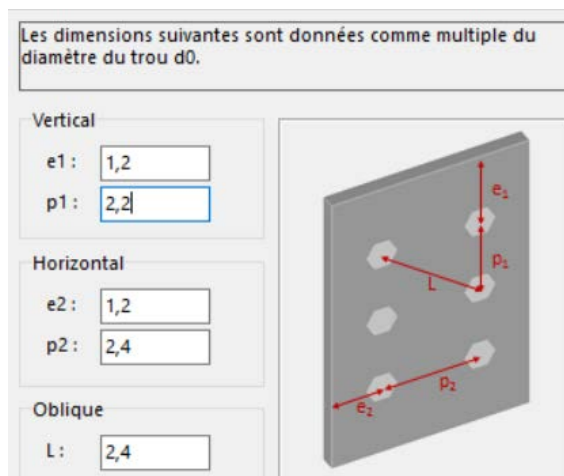 Les dimensions suivantes sont données comme multiple du
diamètre du trou d0.
Vertical
e1 : 1,2
p1 : 2,2
Horizontal
e2 : 1,2
p2 : 2,4
Oblique
L : 2,4
e1
p1
L
p2
e2